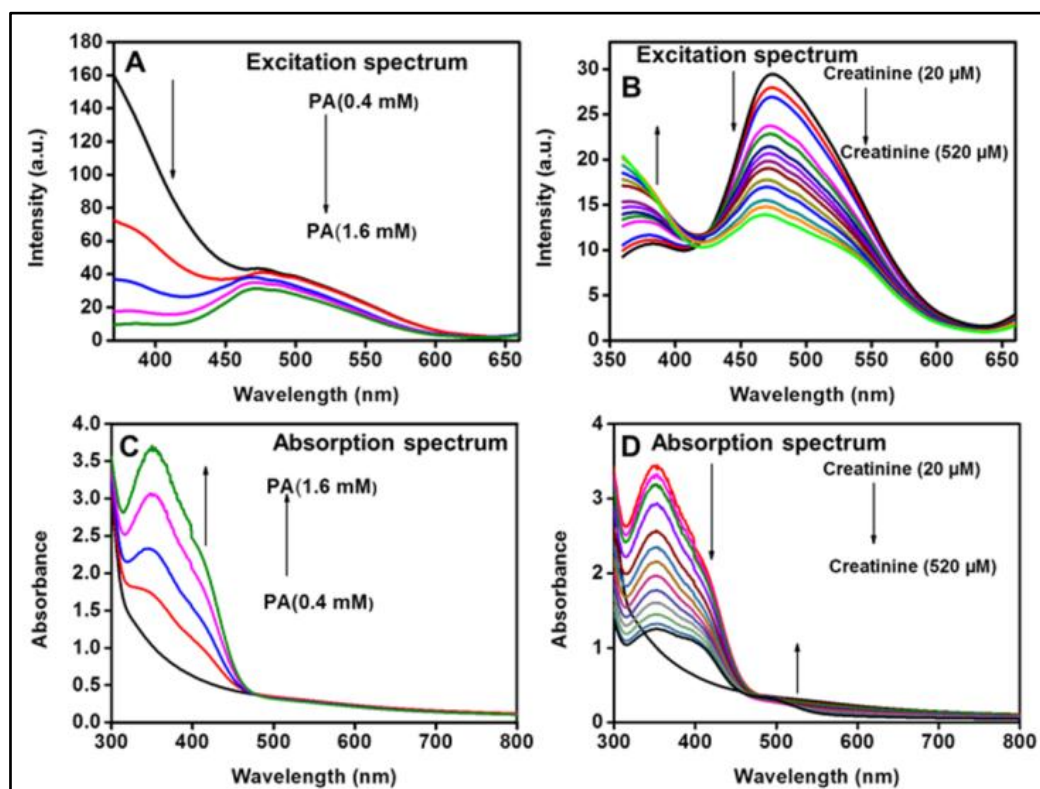 A
Excitation spectrum
PA(0.4 mM)
PA(1.6 mM)
180
160
140
120
100
80
60
40
20
0
400 450 500 550 600 650
Intensity (a.u.)
Wavelength (nm)
Excitation spectrum
B
Creatinine (20 µM)
Creatinine (520 µM)
30
25
20
15
10
5
0
350 400 450 500 550 600 650
Intensity (a.u.)
Wavelength (nm)
C
Absorption spectrum
PA(1.6 mM)
PA(0.4 mM)
4.0
3.5
3.0
2.5
2.0
1.5
1.0
0.5
0.0
300 400 500 600 700 800
Absorbance
Wavelength (nm)
D
Absorption spectrum
Creatinine (20 µM)
Creatinine (520 µM)
4
3
2
1
0
300 400 500 600 700 800
Absorbance
Wavelength (nm)